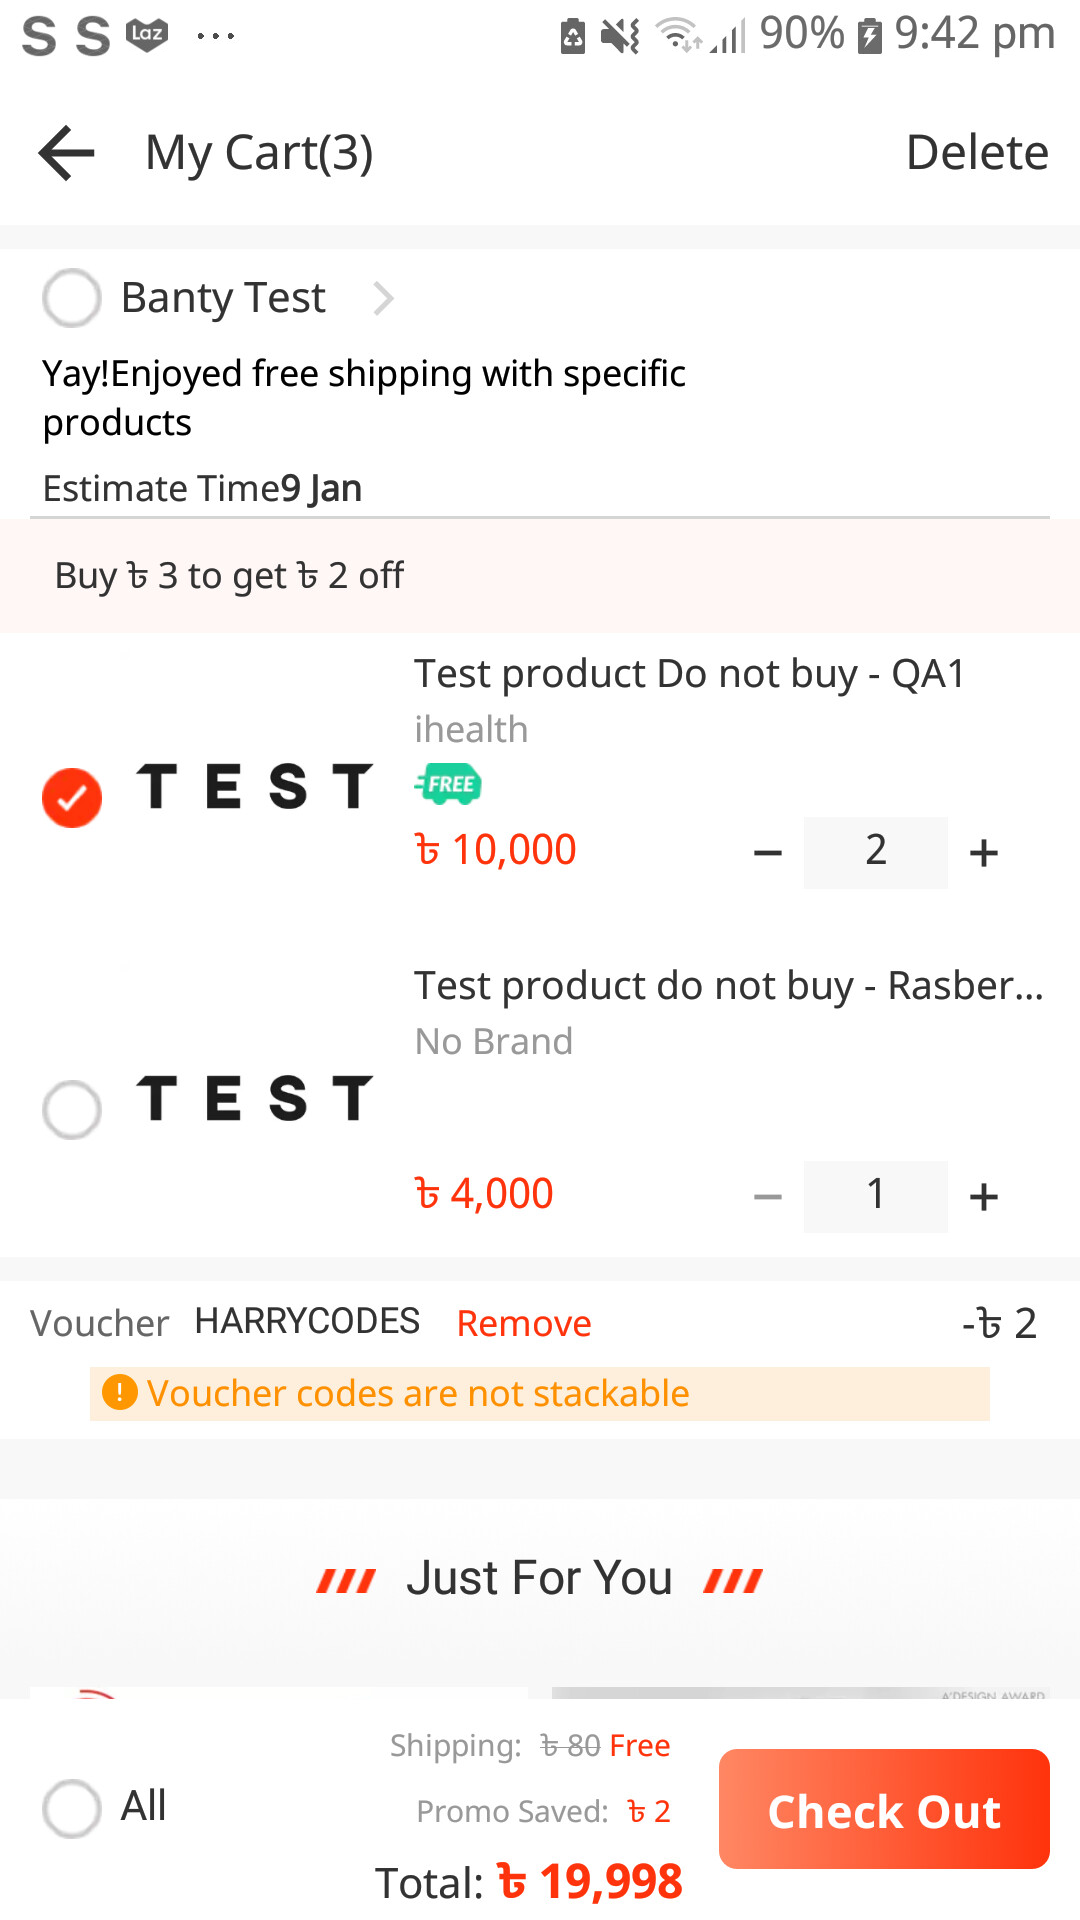 S S Laz ... 90% 9:42 pm
My Cart(3) Delete
Banty Test
Yay!Enjoyed free shipping with specific
products
Estimate Time9 Jan
Buy ৳ 3 to get ৳ 2 off
Test product Do not buy - QA1
ihealth
TEST
FREE
৳ 10,000 − 2 +
Test product do not buy - Rasber...
No Brand
TEST
৳ 4,000 − 1 +
Voucher HARRYCODES Remove -৳ 2
! Voucher codes are not stackable
Just For You
A'DESIGN AWARD
Shipping: ৳ 80 Free
All
Promo Saved: ৳ 2
Check Out
Total: ৳ 19,998